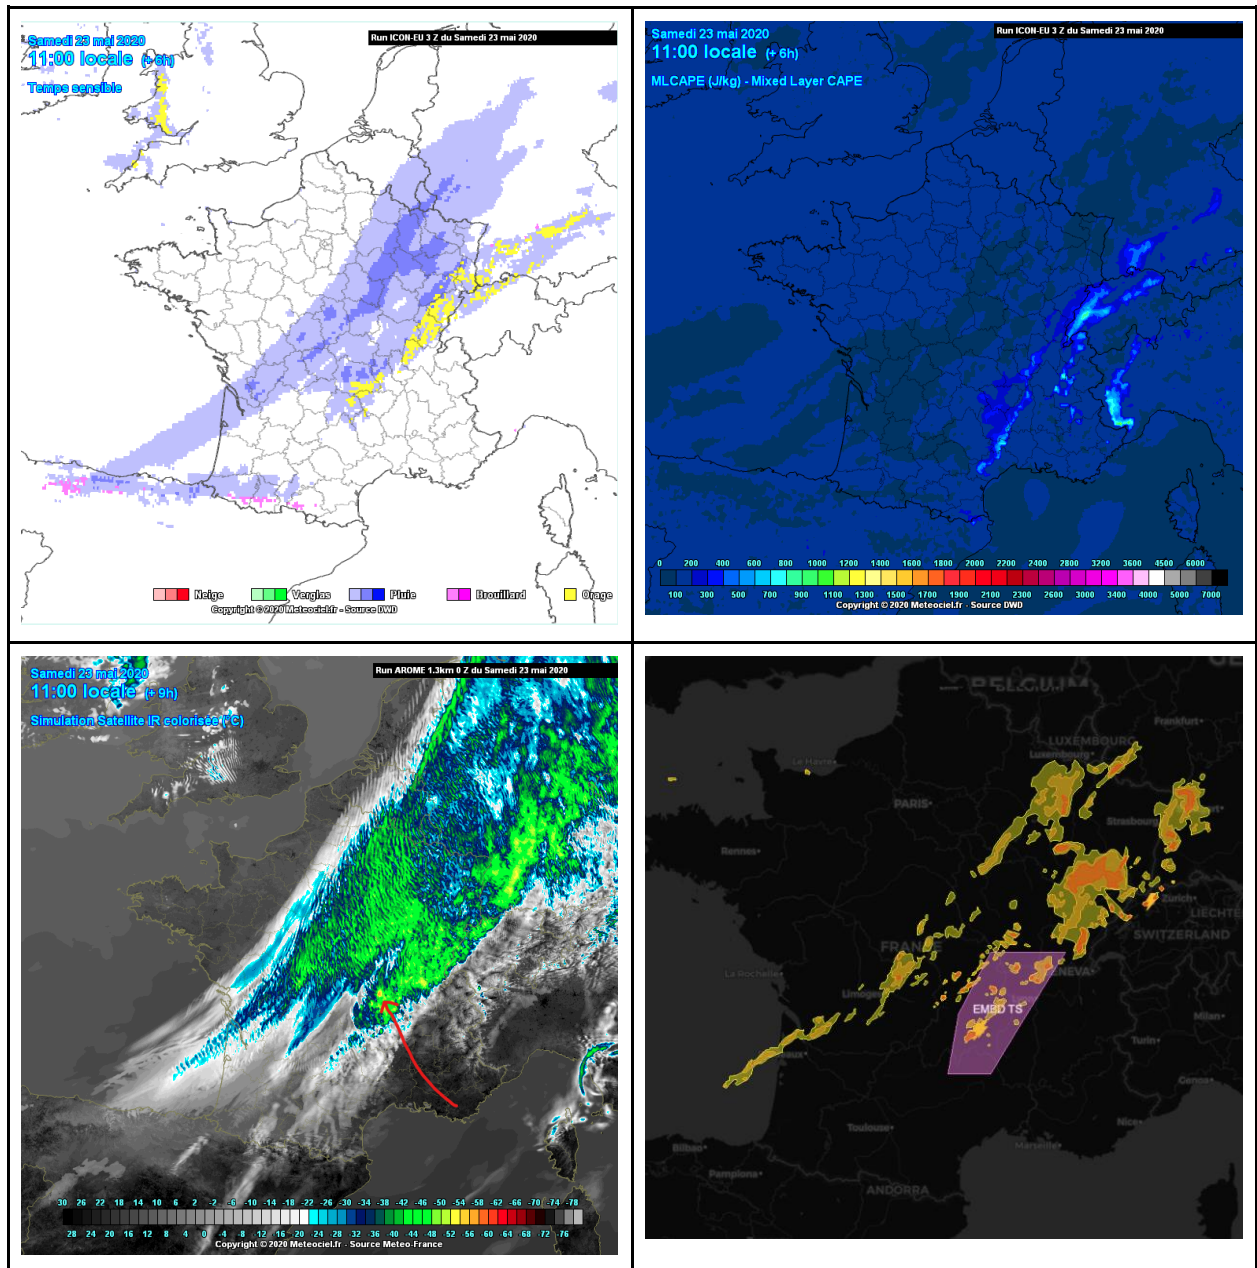 Samedi 23 mai 2020
11:00 locale (+ 6h)
Temps sensible
Run ICON-EU 3 Z du Samedi 23 mai 2020
Neige
Verglas
Pluie
Brouillard
Orage
Copyright © 2020 Meteociel.fr - Source DWD
Samedi 23 mai 2020
11:00 locale (+ 6h)
MLCAPE (J/kg) - Mixed Layer CAPE
Run ICON-EU 3 Z du Samedi 23 mai 2020
0 200 400 600 800 1000 1200 1400 1600 1800 2000 2200 2400 2800 3200 3600 4500 6000
100 300 500 700 900 1100 1300 1500 1700 1900 2100 2300 2600 3000 3400 4000 5000 7000
Copyright © 2020 Meteociel.fr - Source DWD
Samedi 23 mai 2020
11:00 locale (+ 9h)
Simulation Satellite IR colorisée (°C)
Run AROME 1.3km 0 Z du Samedi 23 mai 2020
30 26 22 18 14 10 6 2 -2 -6 -10 -14 -18 -22 -26 -30 -34 -38 -42 -46 -50 -54 -58 -62 -66 -70 -74 -78
28 24 20 16 12 8 4 0 -4 -8 -12 -16 -20 -24 -28 -32 -36 -40 -44 -48 -52 -56 -60 -64 -68 -72 -76
Copyright © 2020 Meteociel.fr - Source Meteo-France
BELGIUM
Frankfurt
LUXEMBOURG
Luxembourg
Le Havre
PARIS
Strasbourg
Rennes
Zürich
LIECHTE
SWITZERLAND
FRANCE
La Rochelle
ENEVA
Limoges
EMBD TS
Milan
Turin
aux
Genoa
Nice
Toulouse
Marseille
Bilbao
Pamplona
ANDORRA